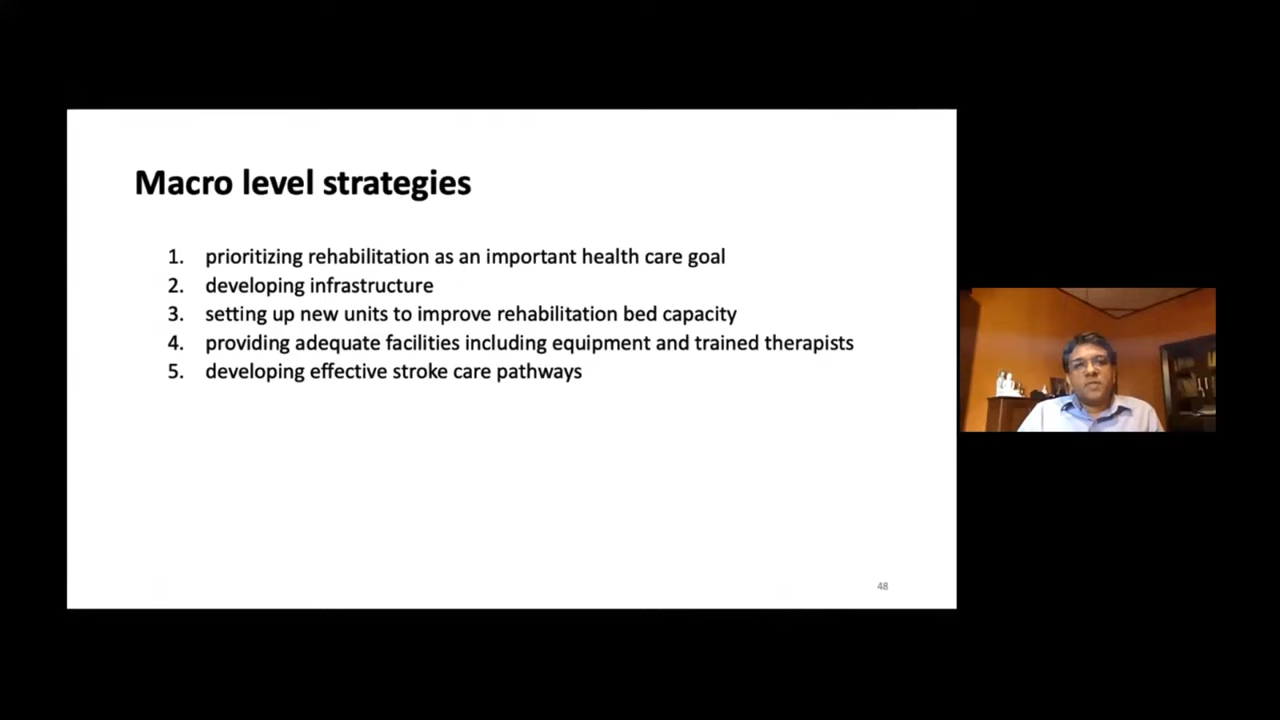 Macro level strategies
1. prioritizing rehabilitation as an important health care goal
2. developing infrastructure
3. setting up new units to improve rehabilitation bed capacity
4. providing adequate facilities including equipment and trained therapists
5. developing effective stroke care pathways
48